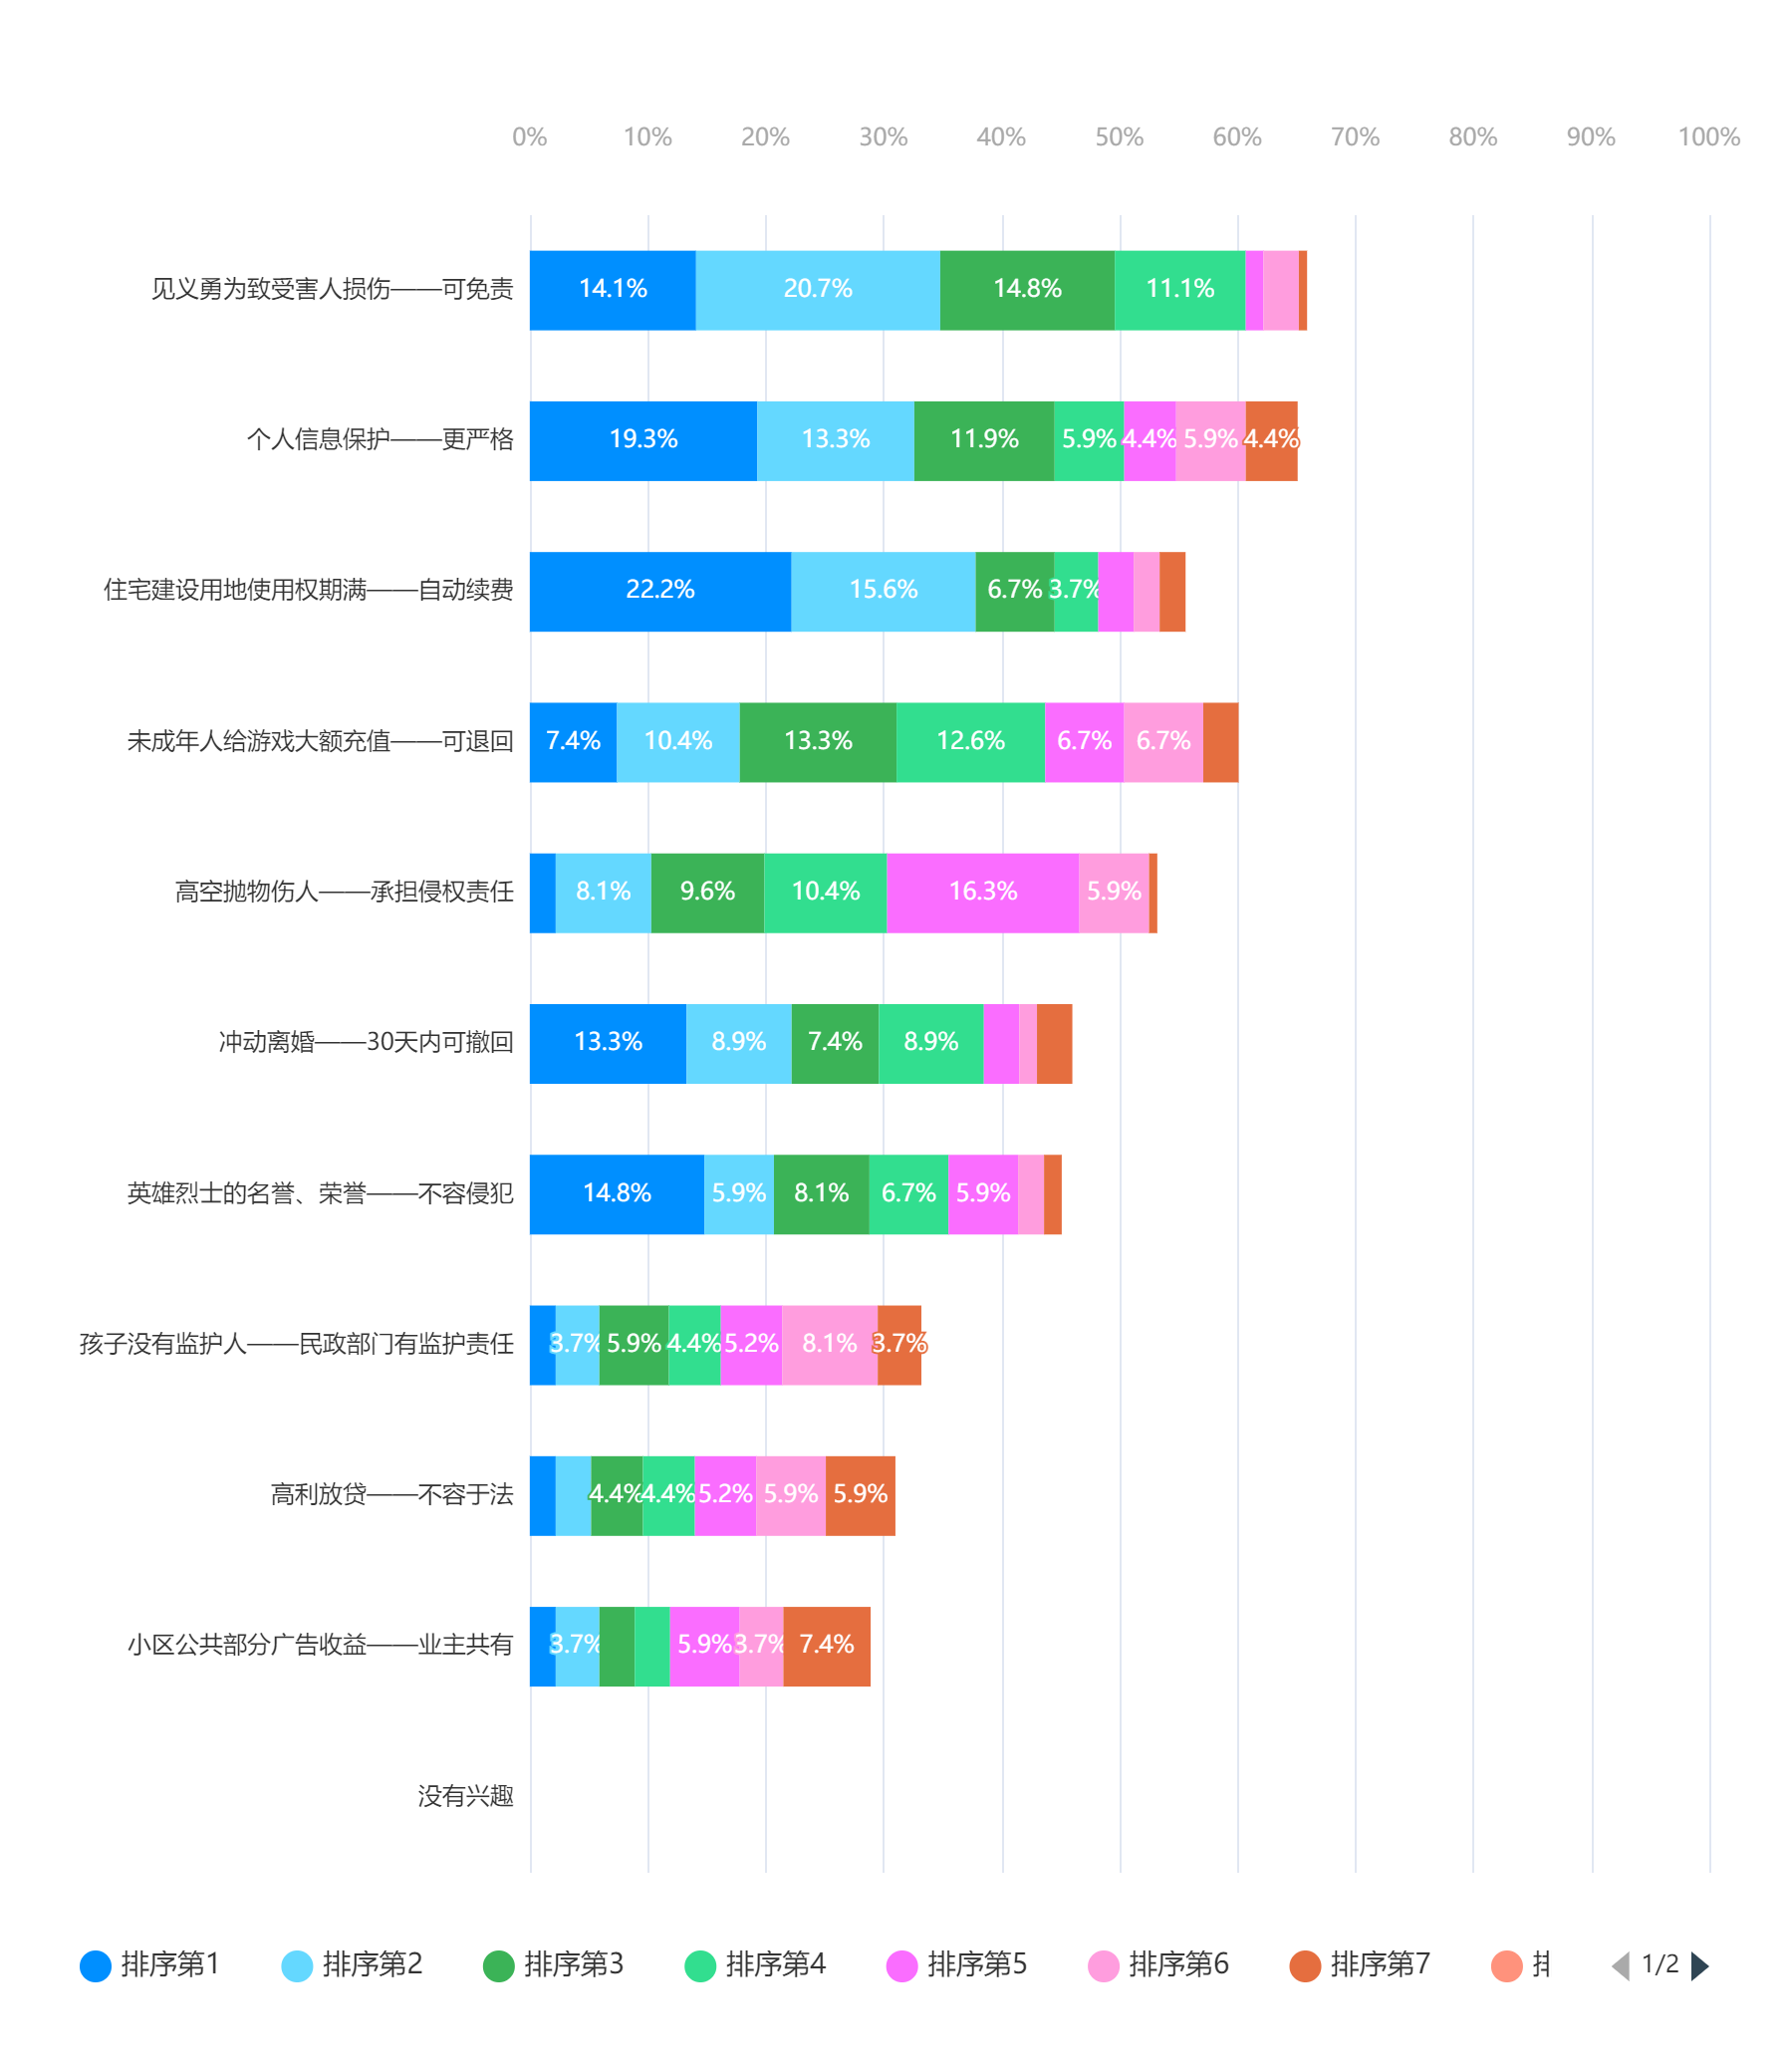 0% 10% 20% 30% 40% 50% 60% 70% 80% 90% 100%
见义勇为致受害人损伤——可免责 14.1% 20.7% 14.8% 11.1%
个人信息保护——更严格 19.3% 13.3% 11.9% 5.9% 4.4% 5.9% 4.4%
住宅建设用地使用权期满——自动续费 22.2% 15.6% 6.7% 3.7%
未成年人给游戏大额充值——可退回 7.4% 10.4% 13.3% 12.6% 6.7% 6.7%
高空抛物伤人——承担侵权责任 8.1% 9.6% 10.4% 16.3% 5.9%
冲动离婚——30天内可撤回 13.3% 8.9% 7.4% 8.9%
英雄烈士的名誉、荣誉——不容侵犯 14.8% 5.9% 8.1% 6.7% 5.9%
孩子没有监护人——民政部门有监护责任 3.7% 5.9% 4.4% 5.2% 8.1% 3.7%
高利放贷——不容于法 4.4% 4.4% 5.2% 5.9% 5.9%
小区公共部分广告收益——业主共有 3.7% 5.9% 3.7% 7.4%
没有兴趣
排序第1 排序第2 排序第3 排序第4 排序第5 排序第6 排序第7 1/2